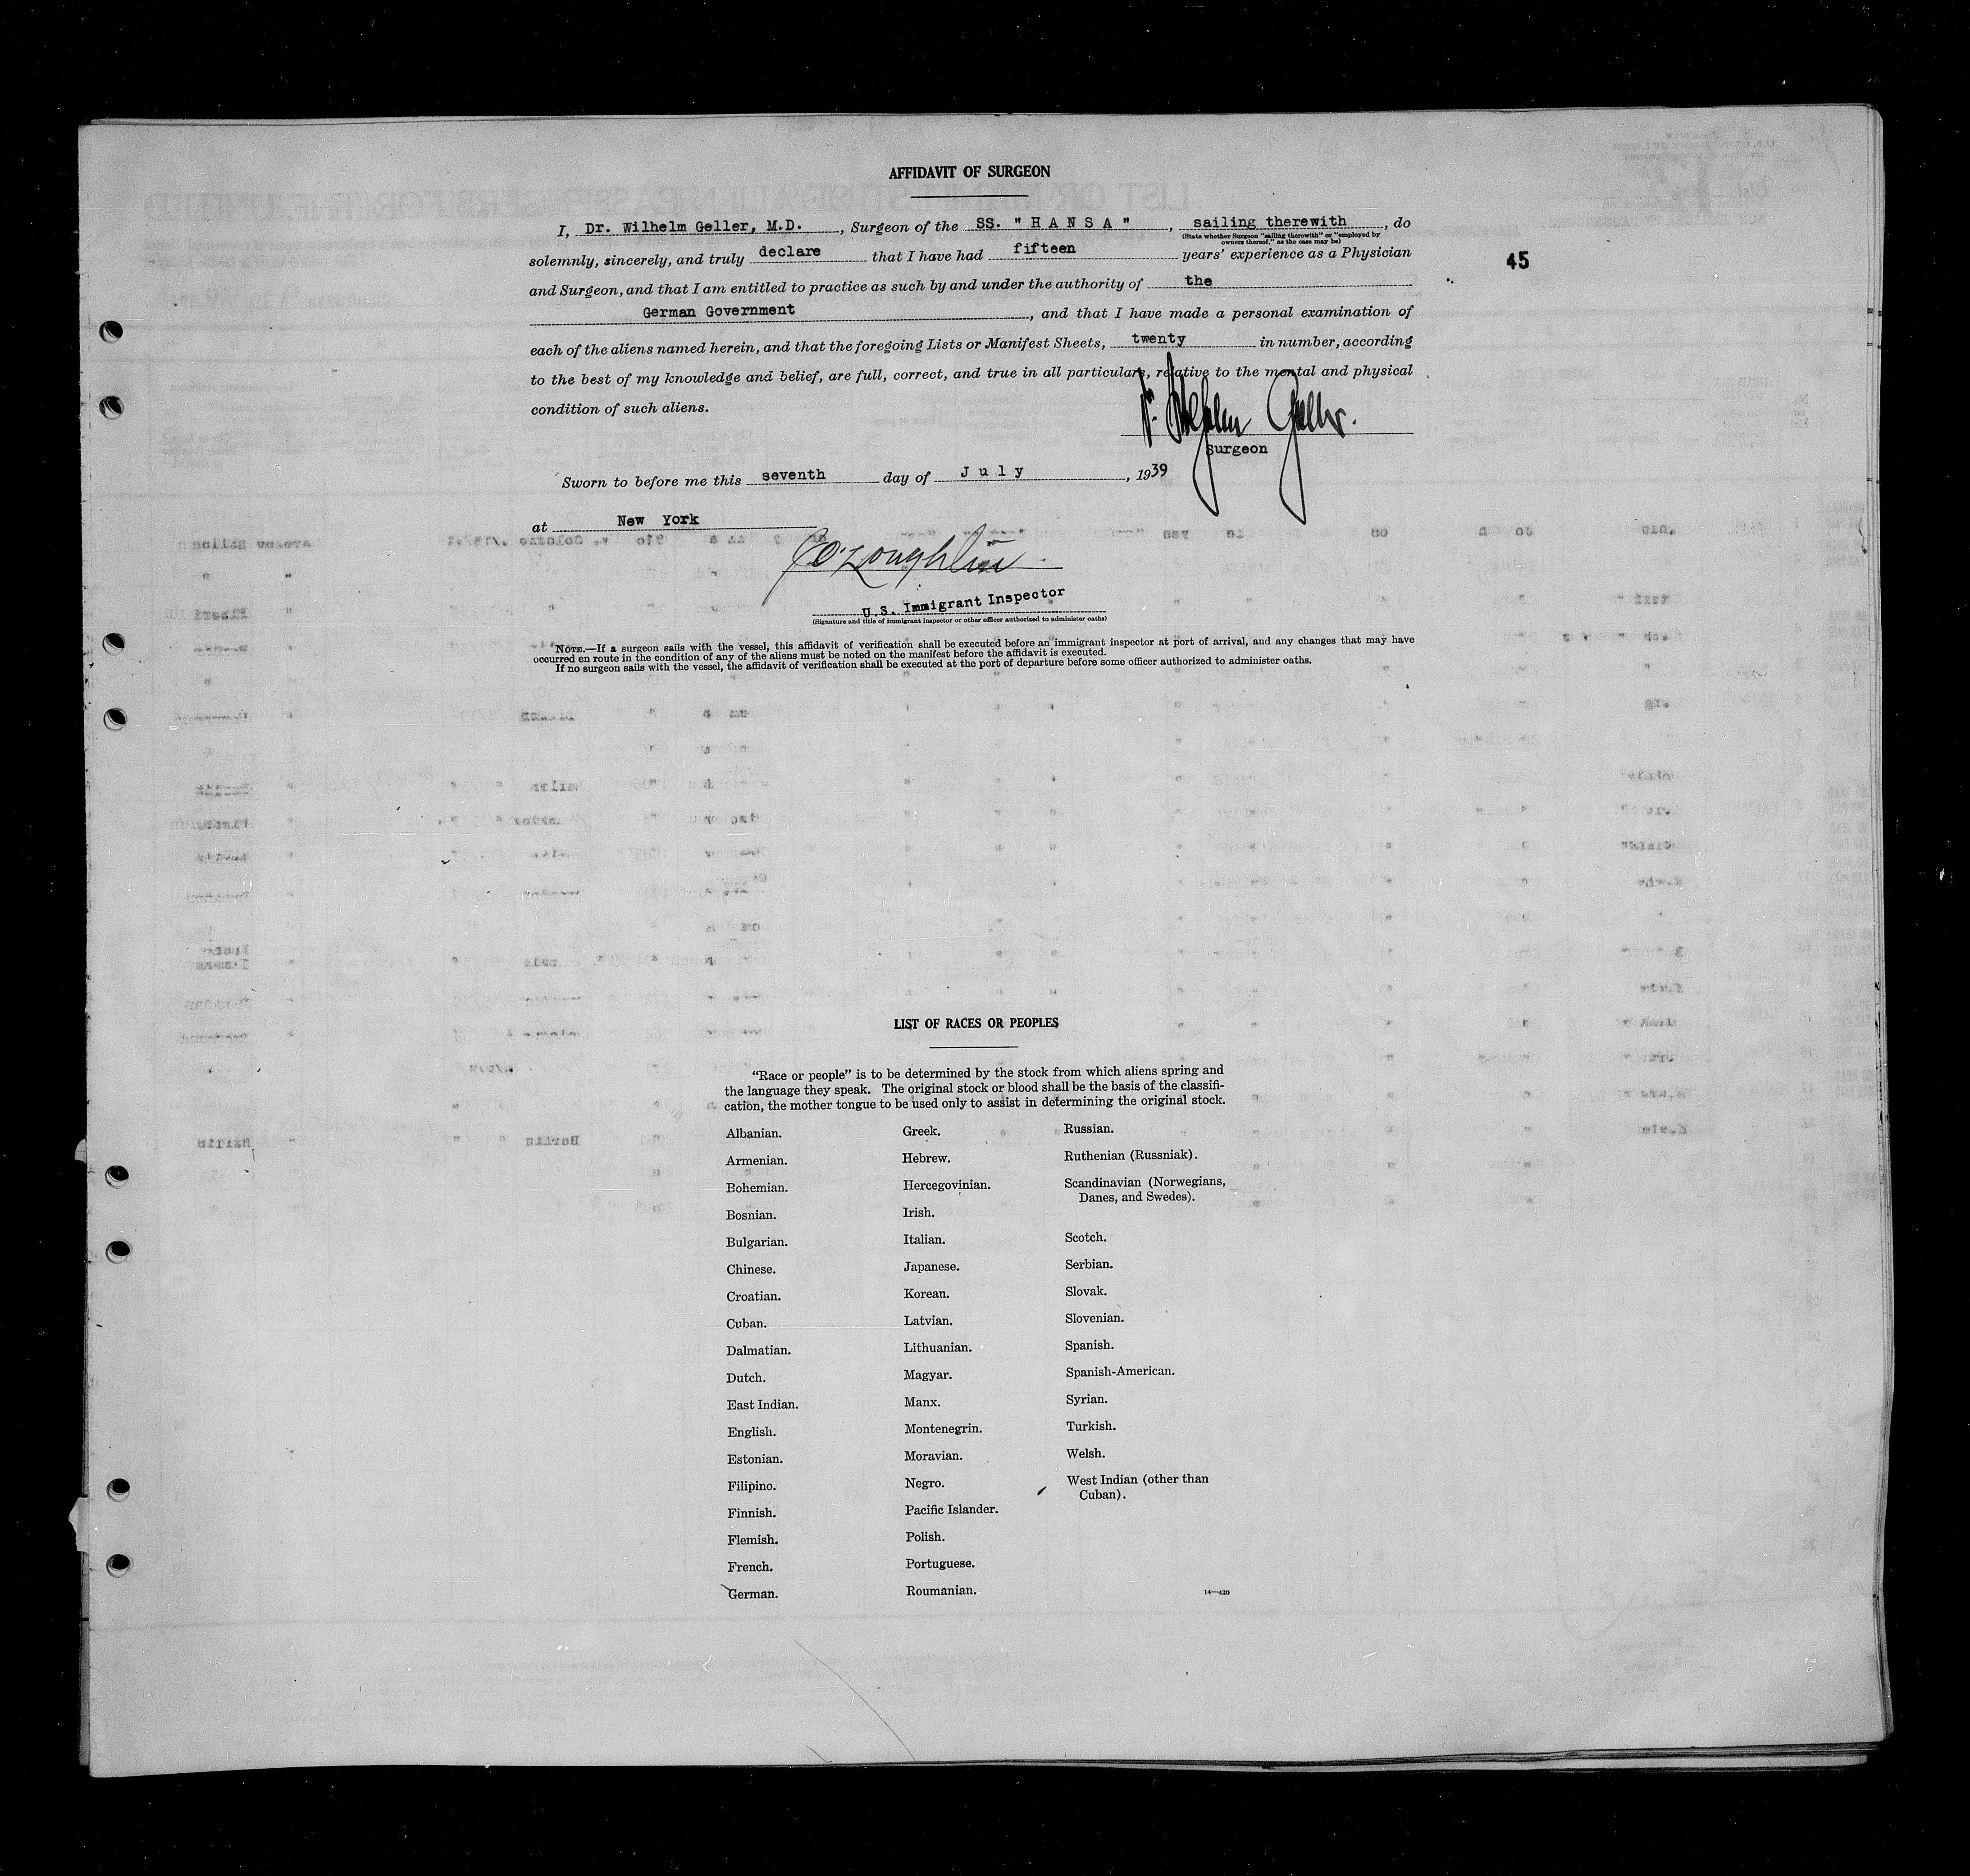 AFFIDAVIT OF SURGEON
I, Dr. Wilhelm Geller, M.D. , Surgeon of the SS. "H A N S A" , sailing therewith , do
(State whether Surgeon "sailing therewith" or "employed by owners thereof," as the case may be)
solemnly, sincerely, and truly declare that I have had fifteen years' experience as a Physician
45
and Surgeon, and that I am entitled to practice as such by and under the authority of the
German Government , and that I have made a personal examination of
each of the aliens named herein, and that the foregoing Lists or Manifest Sheets, twenty in number, according
to the best of my knowledge and belief, are full, correct, and true in all particulars, relative to the mental and physical
condition of such aliens.
Dr. Wilhelm Geller.
Surgeon
Sworn to before me this seventh day of J u l y , 1939
at New York
O'Loughlin
U.S. Immigrant Inspector
(Signature and title of immigrant inspector or other officer authorized to administer oaths)
NOTE.—If a surgeon sails with the vessel, this affidavit of verification shall be executed before an immigrant inspector at port of arrival, and any changes that may have
occurred en route in the condition of any of the aliens must be noted on the manifest before the affidavit is executed.
If no surgeon sails with the vessel, the affidavit of verification shall be executed at the port of departure before some officer authorized to administer oaths.
LIST OF RACES OR PEOPLES
"Race or people" is to be determined by the stock from which aliens spring and
the language they speak. The original stock or blood shall be the basis of the classifi-
cation, the mother tongue to be used only to assist in determining the original stock.
Albanian.
Armenian.
Bohemian.
Bosnian.
Bulgarian.
Chinese.
Croatian.
Cuban.
Dalmatian.
Dutch.
East Indian.
English.
Estonian.
Filipino.
Finnish.
Flemish.
French.
German.
Greek.
Hebrew.
Hercegovinian.
Irish.
Italian.
Japanese.
Korean.
Latvian.
Lithuanian.
Magyar.
Manx.
Montenegrin.
Moravian.
Negro.
Pacific Islander.
Polish.
Portuguese.
Roumanian.
Russian.
Ruthenian (Russniak).
Scandinavian (Norwegians,
Danes, and Swedes).
Scotch.
Serbian.
Slovak.
Slovenian.
Spanish.
Spanish-American.
Syrian.
Turkish.
Welsh.
West Indian (other than
Cuban).
14—430